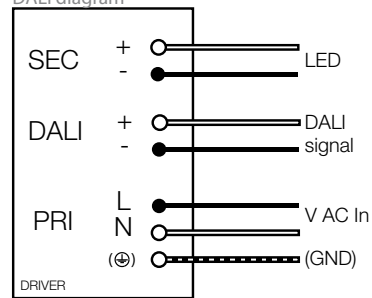 DALI diagram
SEC + LED
-
DALI + DALI
- signal
L
PRI N V AC In
(⏚) (GND)
DRIVER